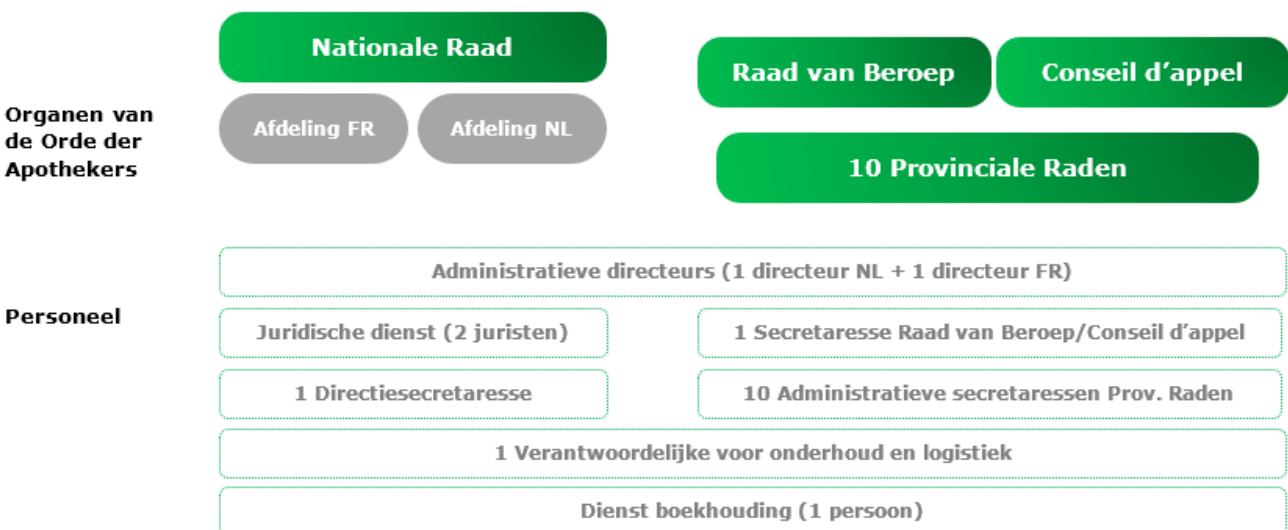 Nationale Raad
Raad van Beroep
Conseil d’appel
Organen van
de Orde der
Apothekers
Afdeling FR
Afdeling NL
10 Provinciale Raden
Administratieve directeurs (1 directeur NL + 1 directeur FR)
Personeel
Juridische dienst (2 juristen)
1 Secretaresse Raad van Beroep/Conseil d’appel
1 Directiesecretaresse
10 Administratieve secretaressen Prov. Raden
1 Verantwoordelijke voor onderhoud en logistiek
Dienst boekhouding (1 persoon)